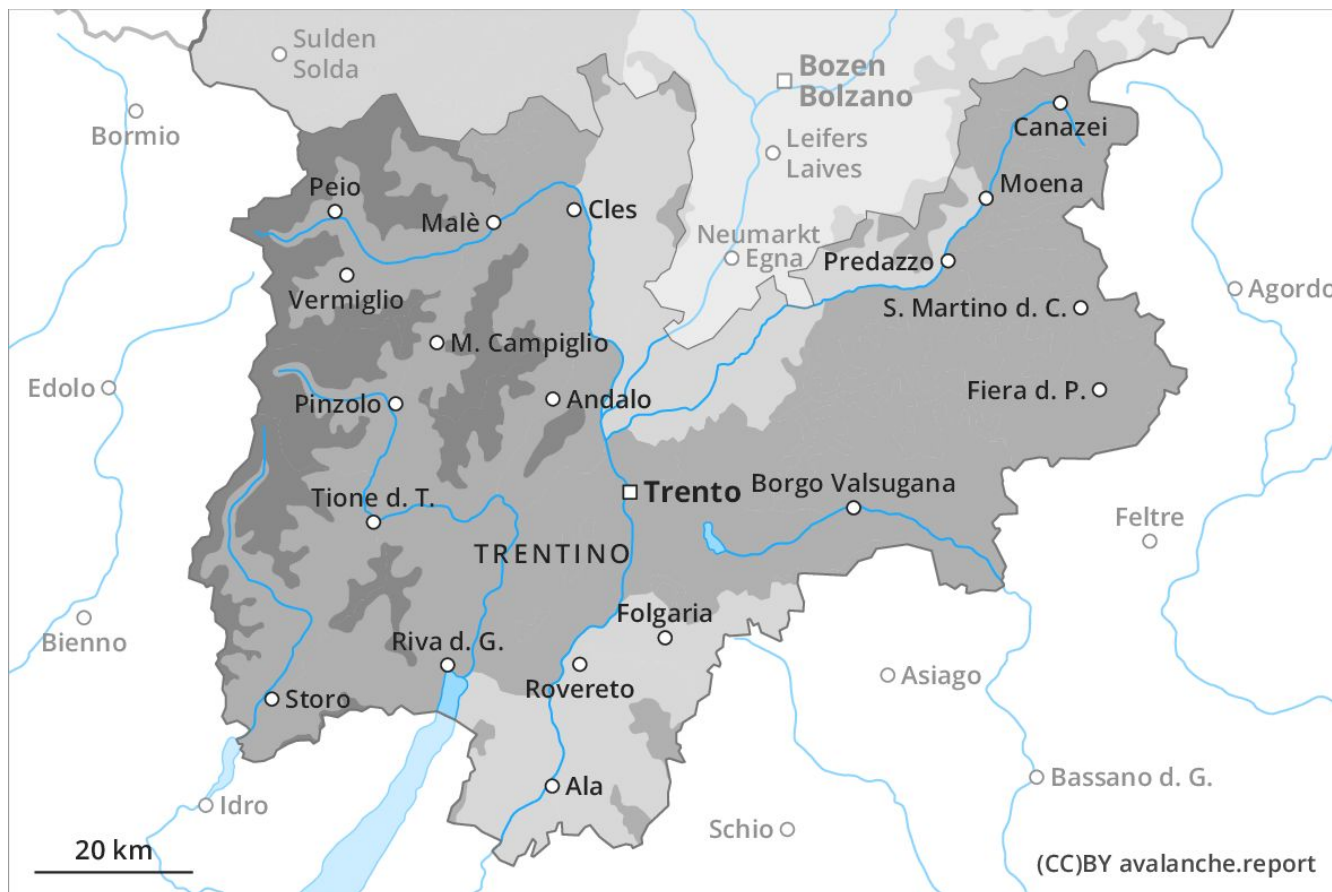 Sulden
Solda
Bozen
Bolzano
Bormio
Canazei
Leifers
Laives
Peio
Moena
Malè
Cles
Neumarkt
Egna
Predazzo
Vermiglio
Agordo
S. Martino d. C.
M. Campiglio
Edolo
Pinzolo
Andalo
Fiera d. P.
Trento
Borgo Valsugana
Tione d. T.
Feltre
TRENTINO
Folgaria
Bienno
Riva d. G.
Rovereto
Asiago
Storo
Ala
Bassano d. G.
Idro
Schio
20 km
(CC)BY avalanche.report